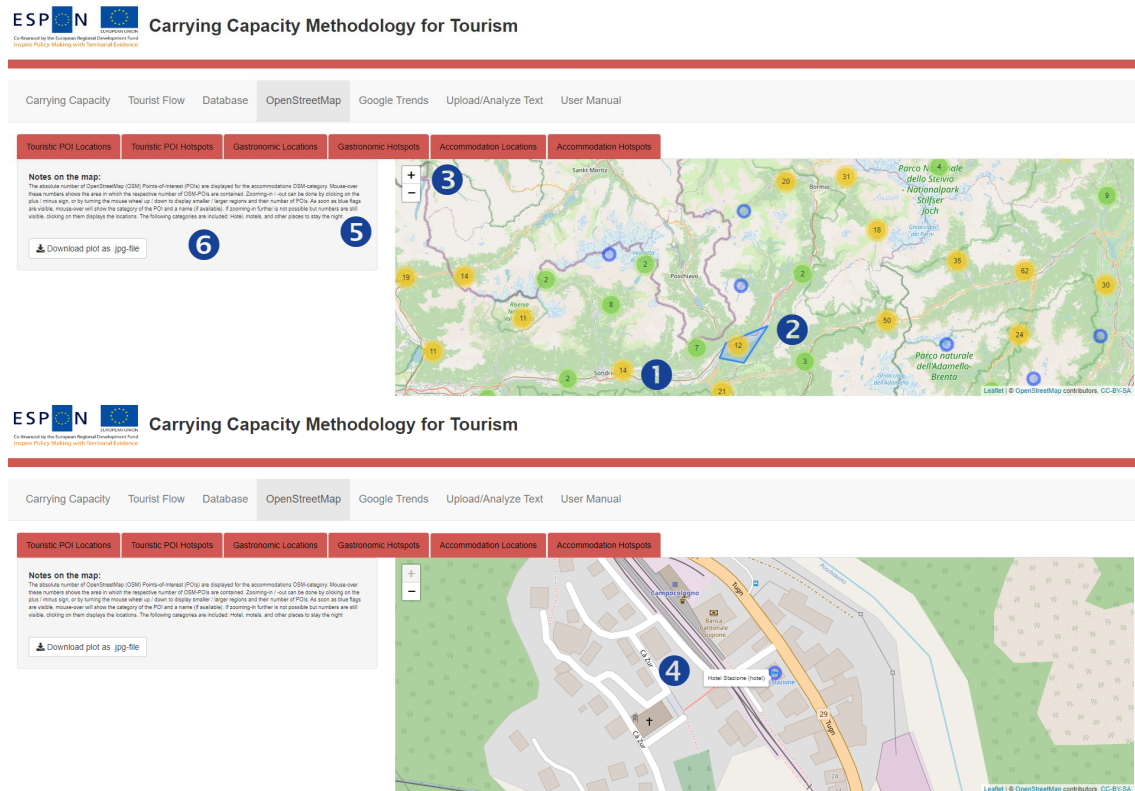 ESPON
EUROPEAN UNION
Co-financed by the European Regional Development Fund
Inspire Policy Making with Territorial Evidence
Carrying Capacity Methodology for Tourism
Carrying Capacity Tourist Flow Database OpenStreetMap Google Trends Upload/Analyze Text User Manual
Touristic POI Locations Touristic POI Hotspots Gastronomic Locations Gastronomic Hotspots Accommodation Locations Accommodation Hotspots
Notes on the map:
The absolute number of OpenStreetMap (OSM) Points-of-Interest (POIs) are displayed for the accommodations OSM-category. Mouse-over
these numbers shows the area in which the respective number of OSM-POIs are contained. Zooming-in / -out can be done by clicking on the
plus / minus sign, or by turning the mouse wheel up / down to display smaller / larger regions and their number of POIs. As soon as blue flags
are visible, mouse-over will show the category of the POI and a name (if available). If zooming-in further is not possible but numbers are still
visible, clicking on them displays the locations. The following categories are included: Hotel, motels, and other places to stay the night
Download plot as .jpg-file
6
5
+
−
3
Sankt Moritz
20
Bormio
31
4
Parco
dello Stelvio
- Nationalpark
Stilfser
Joch
9
18
19
14
2
2
Poschiavo
2
35
62
30
8
Riserva
11
50
24
11
7
12
2
3
Parco naturale
dell'Adamello-
Brenta
2
Sondrio
14
1
21
Leaflet | © OpenStreetMap contributors, CC-BY-SA
ESPON
EUROPEAN UNION
Co-financed by the European Regional Development Fund
Inspire Policy Making with Territorial Evidence
Carrying Capacity Methodology for Tourism
Carrying Capacity Tourist Flow Database OpenStreetMap Google Trends Upload/Analyze Text User Manual
Touristic POI Locations Touristic POI Hotspots Gastronomic Locations Gastronomic Hotspots Accommodation Locations Accommodation Hotspots
Notes on the map:
The absolute number of OpenStreetMap (OSM) Points-of-Interest (POIs) are displayed for the accommodations OSM-category. Mouse-over
these numbers shows the area in which the respective number of OSM-POIs are contained. Zooming-in / -out can be done by clicking on the
plus / minus sign, or by turning the mouse wheel up / down to display smaller / larger regions and their number of POIs. As soon as blue flags
are visible, mouse-over will show the category of the POI and a name (if available). If zooming-in further is not possible but numbers are still
visible, clicking on them displays the locations. The following categories are included: Hotel, motels, and other places to stay the night
Download plot as .jpg-file
+
−
Campocologno
Tugn
Poschiavino
Banca
Cantonale
Grigione
Cà Zur
4
Hotel Stazione (hotel)
Stazione
29
Tugn
Cà Zur
24
Leaflet | © OpenStreetMap contributors, CC-BY-SA